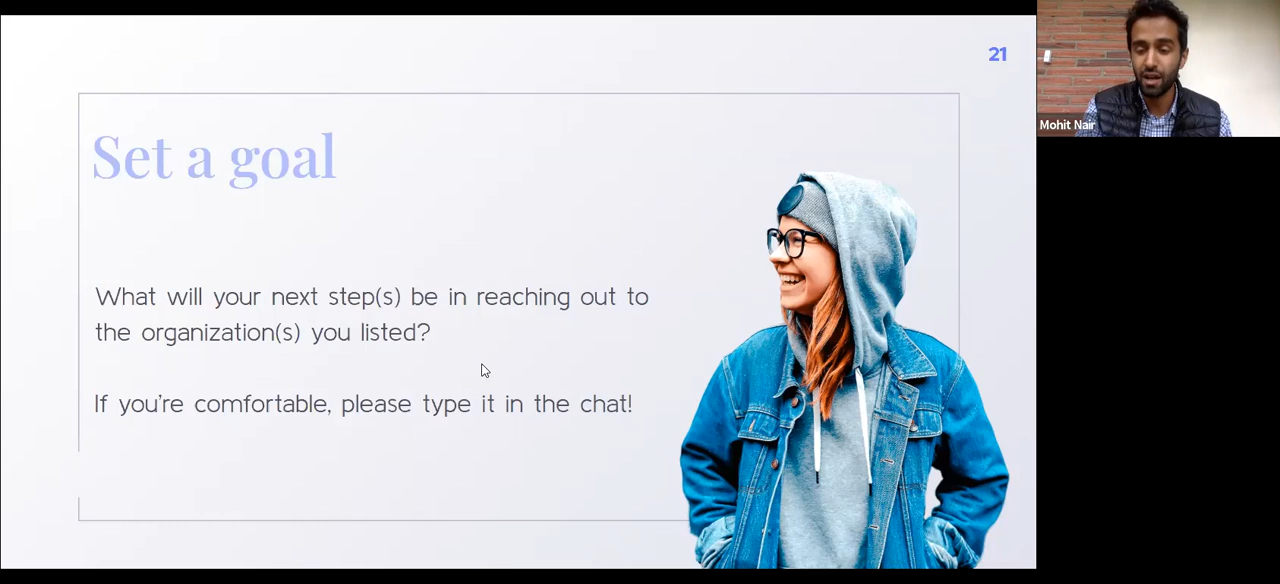 21
Set a goal
What will your next step(s) be in reaching out to
the organization(s) you listed?
If you're comfortable, please type it in the chat!
Mohit Nair